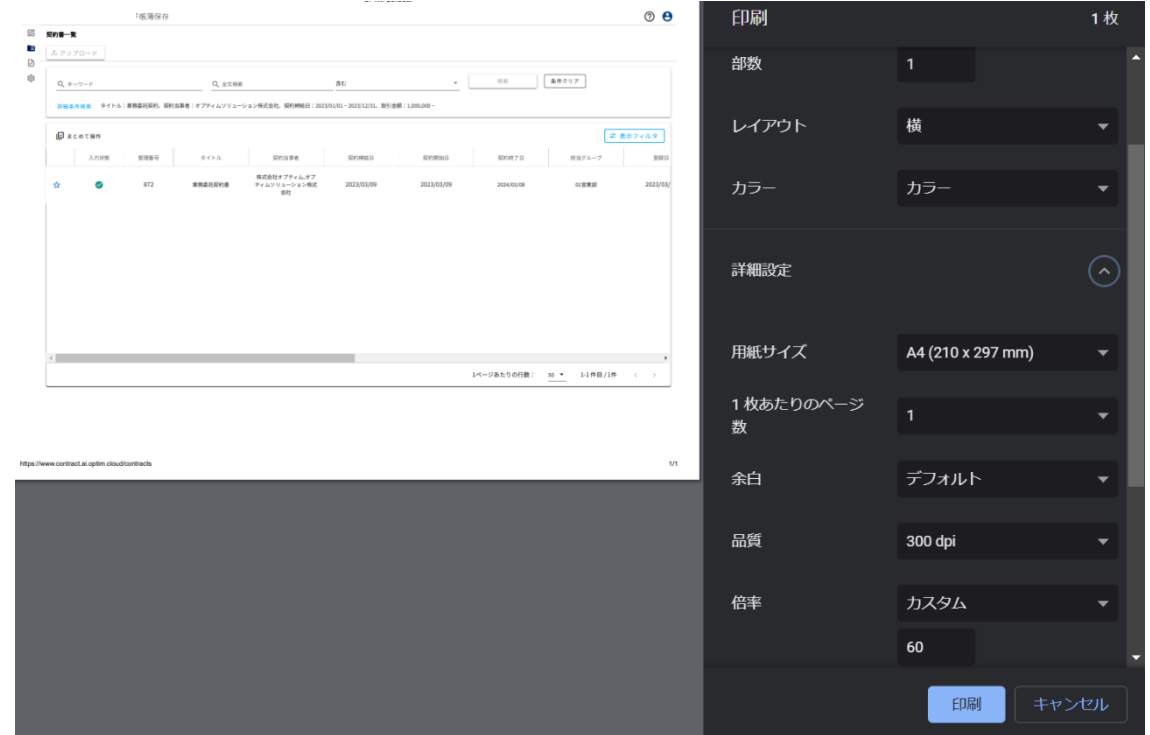 「帳簿保存
契約書一覧
アップロード
キーワード
全文検索
含む
検索
条件クリア
詳細条件検索 タイトル：業務委託契約、契約当事者：オプティムソリューション株式会社、契約締結日：2023/01/01 - 2023/12/31、取引金額：1,000,000 -
まとめて操作
表示フィルタ
入力状態 管理番号 タイトル 契約当事者 契約締結日 契約開始日 契約終了日 担当グループ 登録日
872 業務委託契約書 株式会社オプティム,オプティムソリューション株式会社 2023/03/09 2023/03/09 2024/03/08 01営業部 2023/03/
1ページあたりの行数： 50 1-1 件目 / 1件
https://www.contract.ai.optim.cloud/contracts
1/1
印刷 1 枚
部数 1
レイアウト 横
カラー カラー
詳細設定
用紙サイズ A4 (210 x 297 mm)
1 枚あたりのページ
数
1
余白 デフォルト
品質 300 dpi
倍率 カスタム
60
印刷 キャンセル